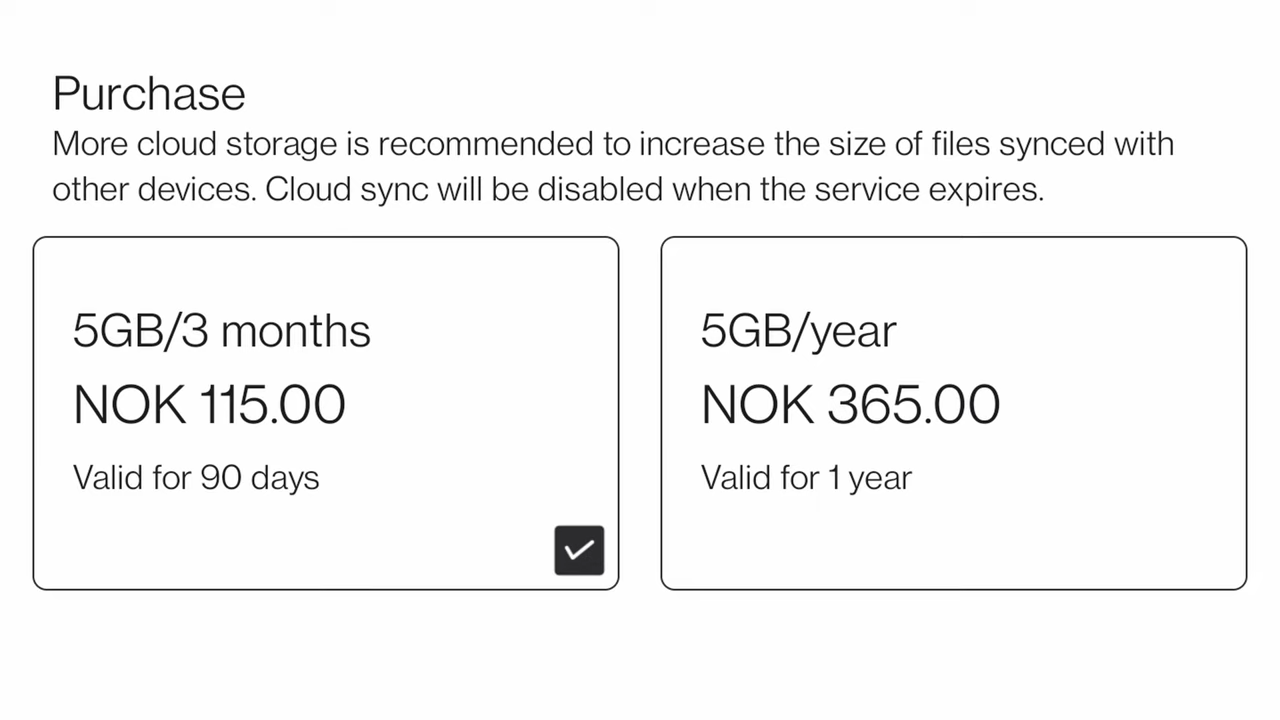 Purchase
More cloud storage is recommended to increase the size of files synced with
other devices. Cloud sync will be disabled when the service expires.
5GB/3 months
NOK 115.00
Valid for 90 days
5GB/year
NOK 365.00
Valid for 1 year